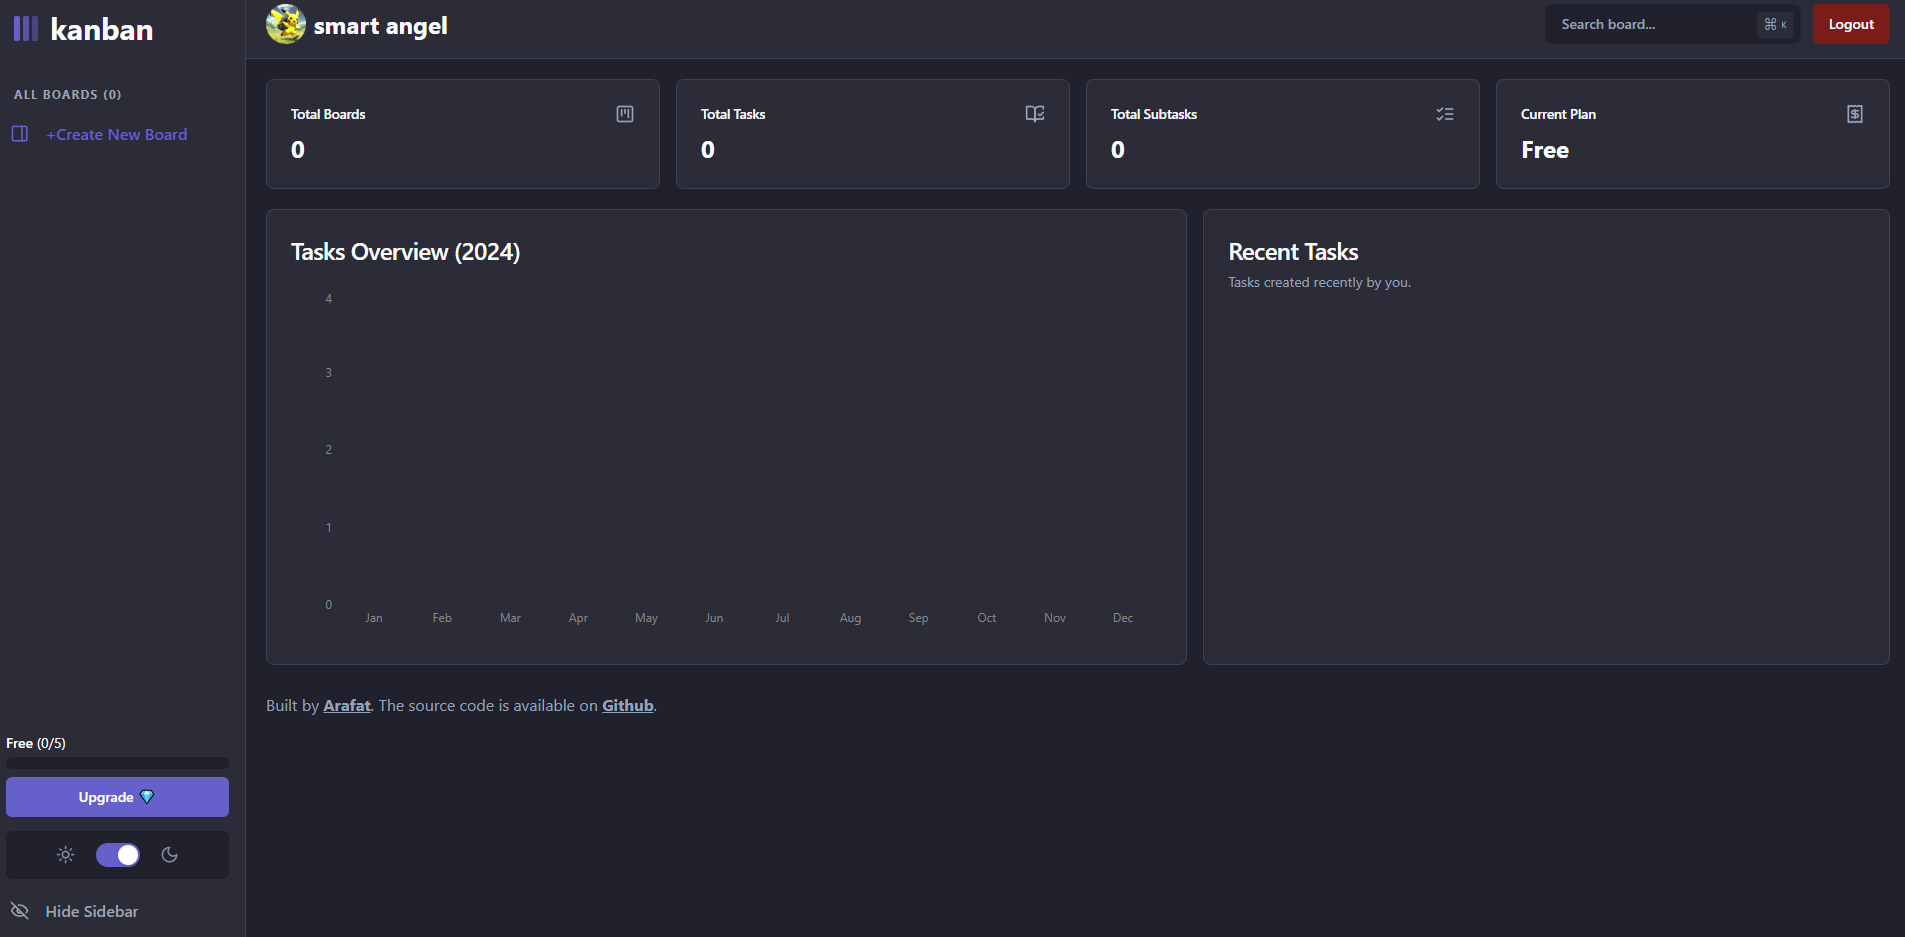 kanban
ALL BOARDS (0)
+Create New Board
Free (0/5)
Upgrade
Hide Sidebar
smart angel
Search board...
⌘ K
Logout
Total Boards
0
Total Tasks
0
Total Subtasks
0
Current Plan
Free
Tasks Overview (2024)
4
3
2
1
0
Jan Feb Mar Apr May Jun Jul Aug Sep Oct Nov Dec
Recent Tasks
Tasks created recently by you.
Built by Arafat. The source code is available on Github.